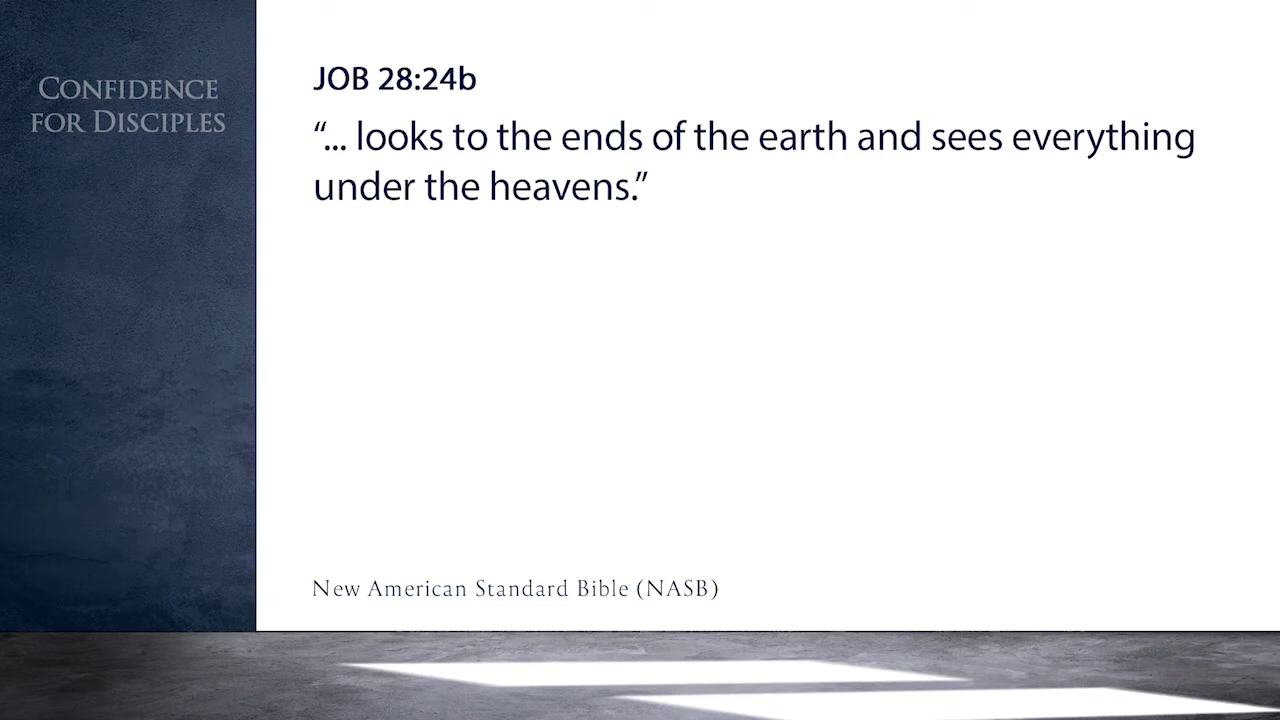 CONFIDENCE
FOR DISCIPLES
JOB 28:24b
“... looks to the ends of the earth and sees everything
under the heavens.”
New American Standard Bible (NASB)